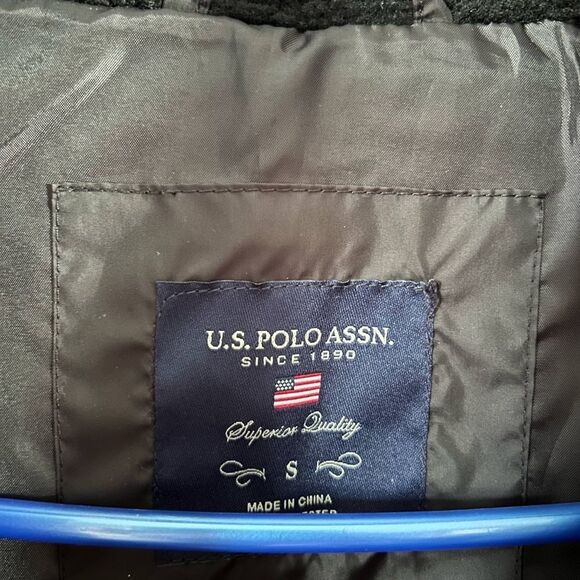 U.S. POLO ASSN.
SINCE 1890
Superior Quality
S
MADE IN CHINA